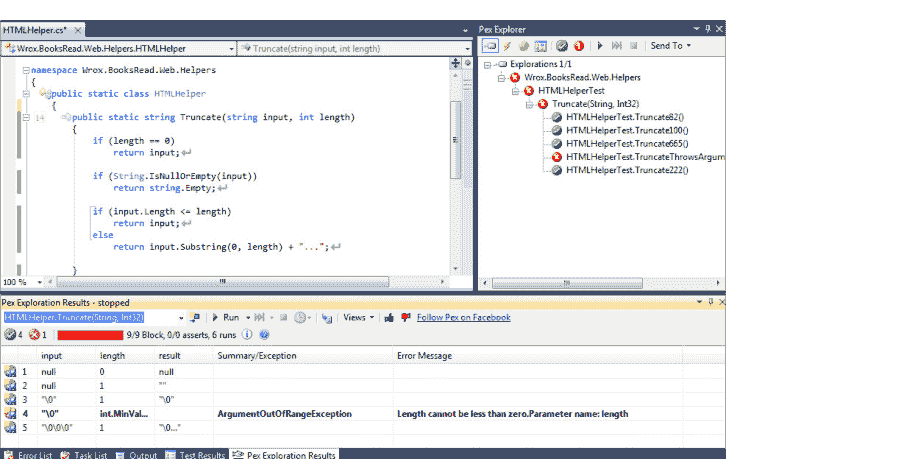 HTMLHelper.cs*
Wrox.BooksRead.Web.Helpers.HTMLHelper Truncate(string input, int length)
namespace Wrox.BooksRead.Web.Helpers
{
public static class HTMLHelper
{
14 public static string Truncate(string input, int length)
{
if (length == 0)
return input;
if (String.IsNullOrEmpty(input))
return string.Empty;
if (input.Length <= length)
return input;
else
return input.Substring(0, length) + "...";
}
100 %
Pex Explorer
Send To
Explorations 1/1
Wrox.BooksRead.Web.Helpers
HTMLHelperTest
Truncate(String, Int32)
HTMLHelperTest.Truncate82()
HTMLHelperTest.Truncate100()
HTMLHelperTest.Truncate665()
HTMLHelperTest.TruncateThrowsArgum
HTMLHelperTest.Truncate222()
Pex Exploration Results - stopped
HTMLHelper.Truncate(String, Int32) Run Views Follow Pex on Facebook
4 1 9/9 Block, 0/0 asserts, 6 runs
input length result Summary/Exception Error Message
1 null 0 null
2 null 1 ""
3 "\0" 1 "\0"
4 "\0" int.MinVal... ArgumentOutOfRangeException Length cannot be less than zero.Parameter name: length
5 "\0\0\0" 1 "\0..."
Error List Task List Output Test Results Pex Exploration Results